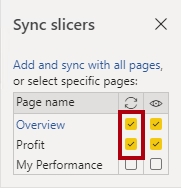 Sync slicers
Add and sync with all pages,
or select specific pages:
Page name
Overview
Profit
My Performance